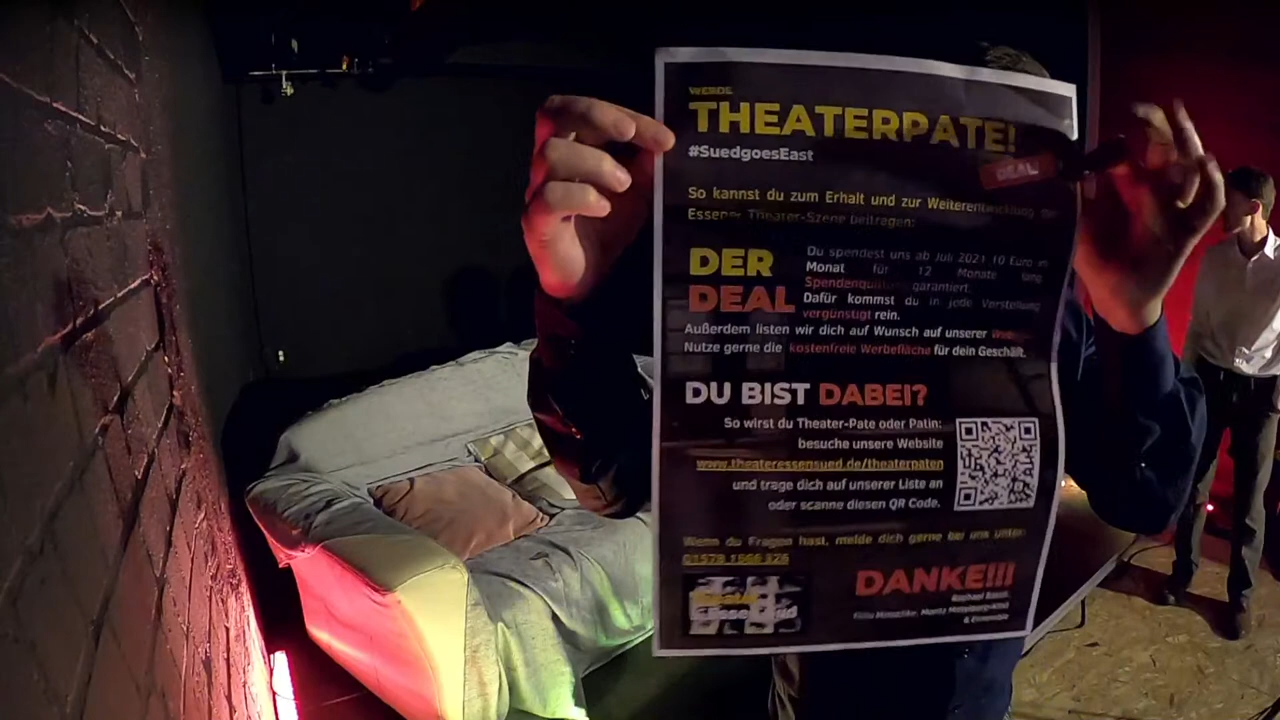 WERDE
THEATERPATE!
#SuedgoesEast
DEAL
So kannst du zum Erhalt und zur Weiterentwicklung der
Essener Theater-Szene beitragen:
DER
DEAL
Du spendest uns ab Juli 2021 10 Euro im
Monat für 12 Monate lang
Spendenquittung garantiert.
Dafür kommst du in jede Vorstellung
vergünstigt rein.
Außerdem listen wir dich auf Wunsch auf unserer
Nutze gerne die kostenfreie Werbefläche für dein Geschäft.
DU BIST DABEI?
So wirst du Theater-Pate oder Patin:
besuche unsere Website
www.theateressensued.de/theaterpaten
und trage dich auf unserer Liste an
oder scanne diesen QR Code.
Wenn du Fragen hast, melde dich gerne bei uns unter:
DANKE!!!
& Ensemble